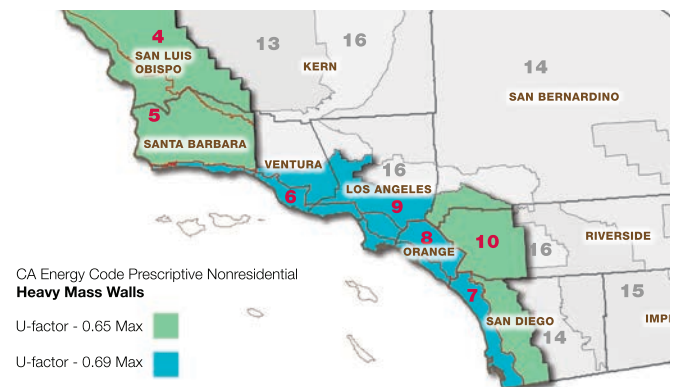 4
SAN LUIS
OBISPO
13
16
KERN
14
SAN BERNARDINO
5
SANTA BARBARA
VENTURA
16
LOS ANGELES
6
9
8
ORANGE
10
16
RIVERSIDE
7
SAN DIEGO
14
15
IMPI
CA Energy Code Prescriptive Nonresidential
Heavy Mass Walls
U-factor - 0.65 Max
U-factor - 0.69 Max